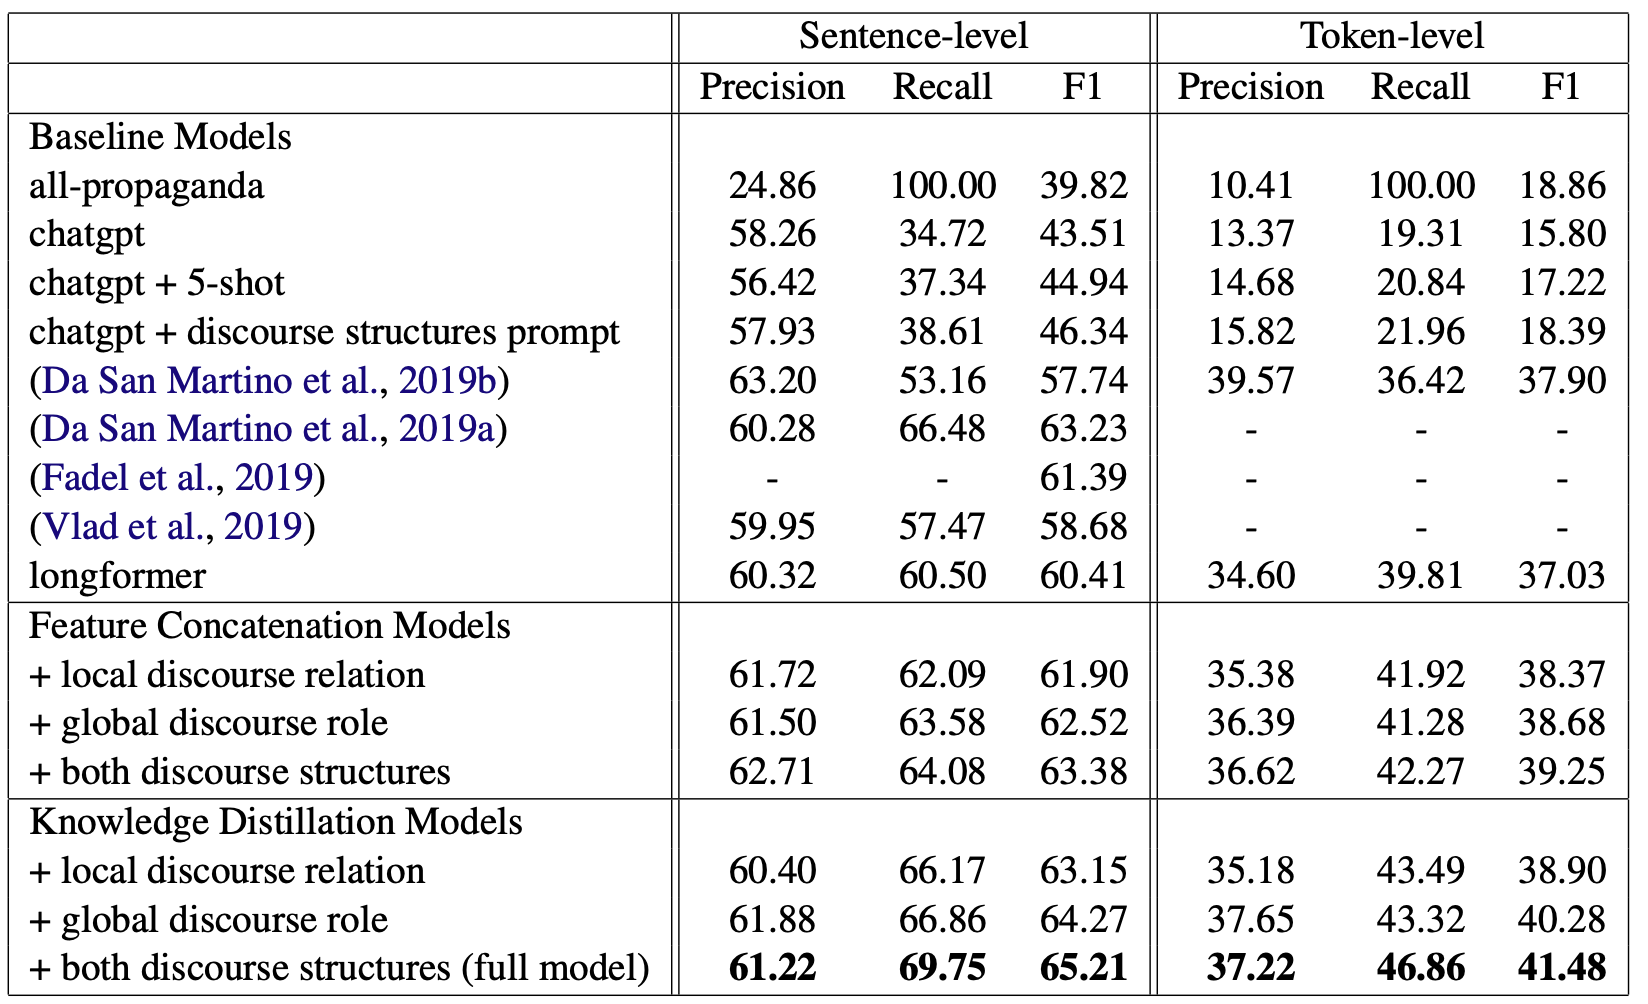 Sentence-level Token-level
Precision Recall F1 Precision Recall F1
Baseline Models
all-propaganda 24.86 100.00 39.82 10.41 100.00 18.86
chatgpt 58.26 34.72 43.51 13.37 19.31 15.80
chatgpt + 5-shot 56.42 37.34 44.94 14.68 20.84 17.22
chatgpt + discourse structures prompt 57.93 38.61 46.34 15.82 21.96 18.39
(Da San Martino et al., 2019b) 63.20 53.16 57.74 39.57 36.42 37.90
(Da San Martino et al., 2019a) 60.28 66.48 63.23 - - -
(Fadel et al., 2019) - - 61.39 - - -
(Vlad et al., 2019) 59.95 57.47 58.68 - - -
longformer 60.32 60.50 60.41 34.60 39.81 37.03
Feature Concatenation Models
+ local discourse relation 61.72 62.09 61.90 35.38 41.92 38.37
+ global discourse role 61.50 63.58 62.52 36.39 41.28 38.68
+ both discourse structures 62.71 64.08 63.38 36.62 42.27 39.25
Knowledge Distillation Models
+ local discourse relation 60.40 66.17 63.15 35.18 43.49 38.90
+ global discourse role 61.88 66.86 64.27 37.65 43.32 40.28
+ both discourse structures (full model) 61.22 69.75 65.21 37.22 46.86 41.48